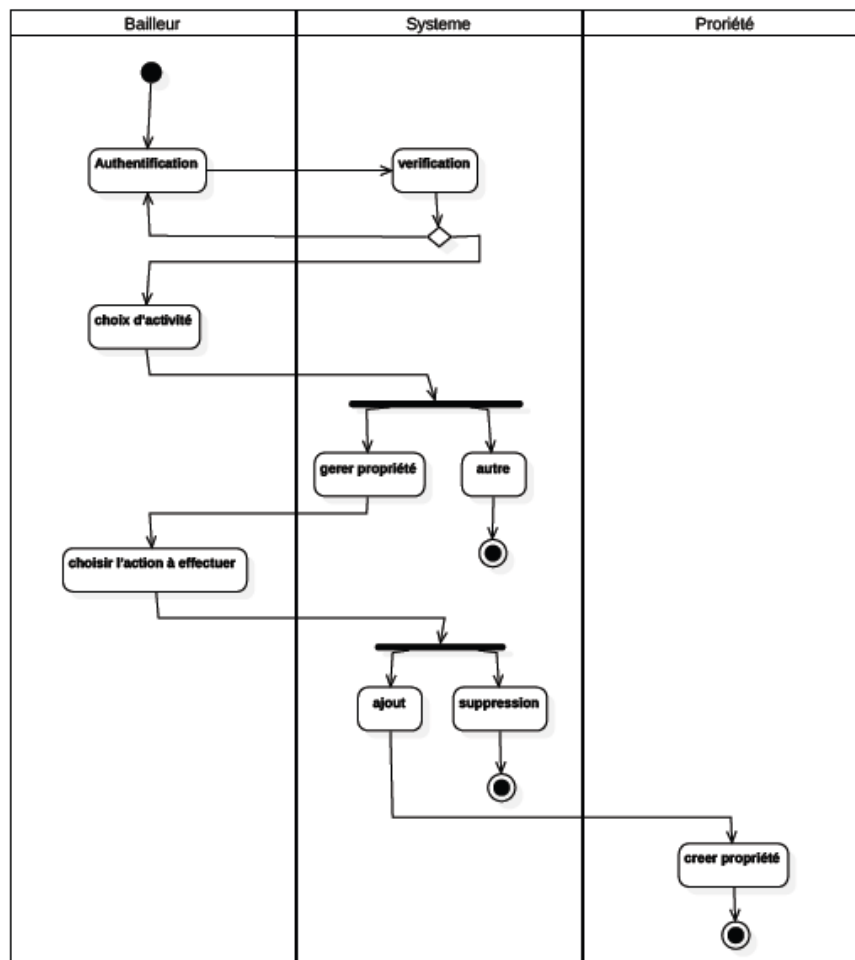 Bailleur
Systeme
Proriété
Authentification
verification
choix d'activité
gerer propriété
autre
choisir l'action à effectuer
ajout
suppression
creer propriété